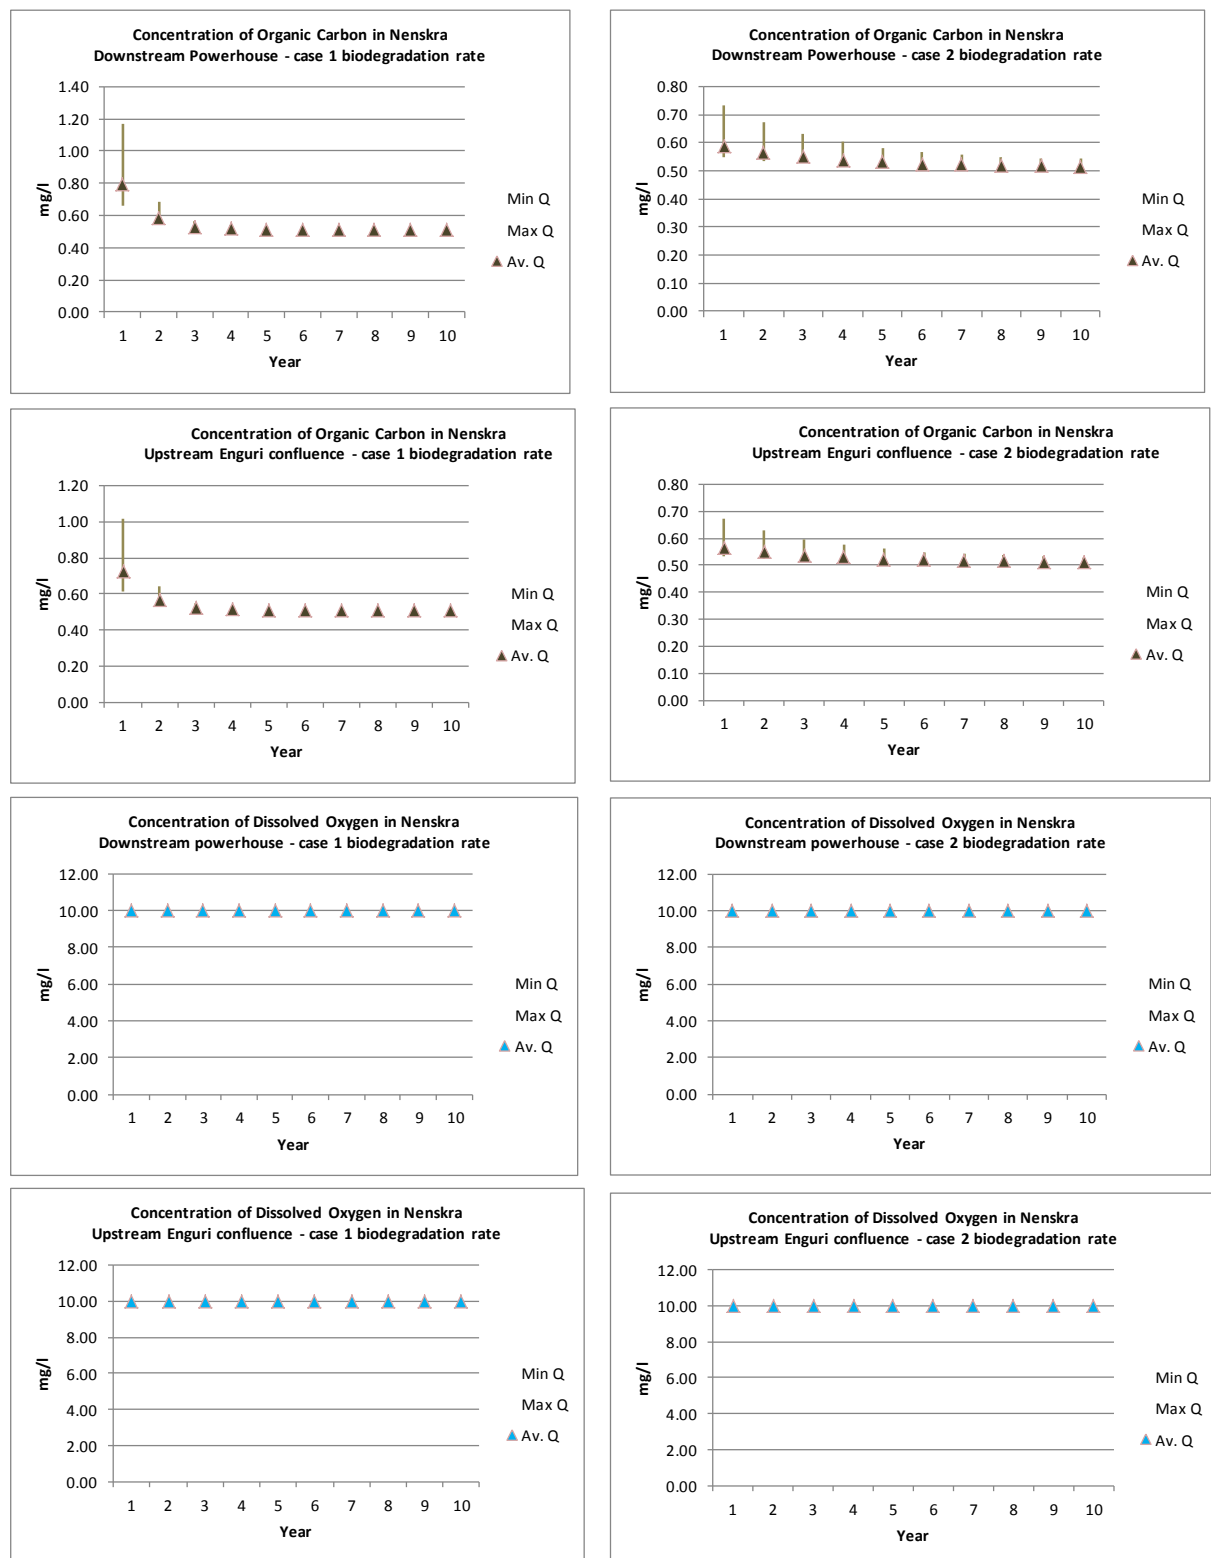 Concentration of Organic Carbon in Nenskra
Downstream Powerhouse - case 1 biodegradation rate
1.40
1.20
1.00
0.80
0.60
0.40
0.20
0.00
mg/l
1 2 3 4 5 6 7 8 9 10
Year
Min Q
Max Q
Av. Q
Concentration of Organic Carbon in Nenskra
Downstream Powerhouse - case 2 biodegradation rate
0.80
0.70
0.60
0.50
0.40
0.30
0.20
0.10
0.00
mg/l
1 2 3 4 5 6 7 8 9 10
Year
Min Q
Max Q
Av. Q
Concentration of Organic Carbon in Nenskra
Upstream Enguri confluence - case 1 biodegradation rate
1.20
1.00
0.80
0.60
0.40
0.20
0.00
mg/l
1 2 3 4 5 6 7 8 9 10
Year
Min Q
Max Q
Av. Q
Concentration of Organic Carbon in Nenskra
Upstream Enguri confluence - case 2 biodegradation rate
0.80
0.70
0.60
0.50
0.40
0.30
0.20
0.10
0.00
mg/l
1 2 3 4 5 6 7 8 9 10
Year
Min Q
Max Q
Av. Q
Concentration of Dissolved Oxygen in Nenskra
Downstream powerhouse - case 1 biodegradation rate
12.00
10.00
8.00
6.00
4.00
2.00
0.00
mg/l
1 2 3 4 5 6 7 8 9 10
Year
Min Q
Max Q
Av. Q
Concentration of Dissolved Oxygen in Nenskra
Downstream powerhouse - case 2 biodegradation rate
12.00
10.00
8.00
6.00
4.00
2.00
0.00
mg/l
1 2 3 4 5 6 7 8 9 10
Year
Min Q
Max Q
Av. Q
Concentration of Dissolved Oxygen in Nenskra
Upstream Enguri confluence - case 1 biodegradation rate
12.00
10.00
8.00
6.00
4.00
2.00
0.00
mg/l
1 2 3 4 5 6 7 8 9 10
Year
Min Q
Max Q
Av. Q
Concentration of Dissolved Oxygen in Nenskra
Upstream Enguri confluence - case 2 biodegradation rate
12.00
10.00
8.00
6.00
4.00
2.00
0.00
mg/l
1 2 3 4 5 6 7 8 9 10
Year
Min Q
Max Q
Av. Q